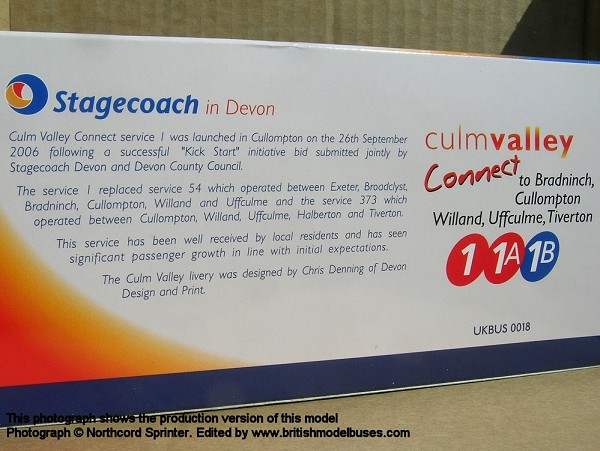 Stagecoach in Devon
Culm Valley Connect service 1 was launched in Cullompton on the 26th September
2006 following a successful "Kick Start" initiative bid submitted jointly by
Stagecoach Devon and Devon County Council.
The service 1 replaced service 54 which operated between Exeter, Broadclyst,
Bradninch, Cullompton, Willand and Uffculme and the service 373 which
operated between Cullompton, Willand, Uffculme, Halberton and Tiverton.
This service has been well received by local residents and has seen
significant passenger growth in line with initial expectations.
The Culm Valley livery was designed by Chris Denning of Devon
Design and Print.
culmvalley
Connect
to Bradninch,
Cullompton
Willand, Uffculme, Tiverton
1 1A 1B
UKBUS 0018
This photograph shows the production version of this model
Photograph © Northcord Sprinter. Edited by www.britishmodelbuses.com